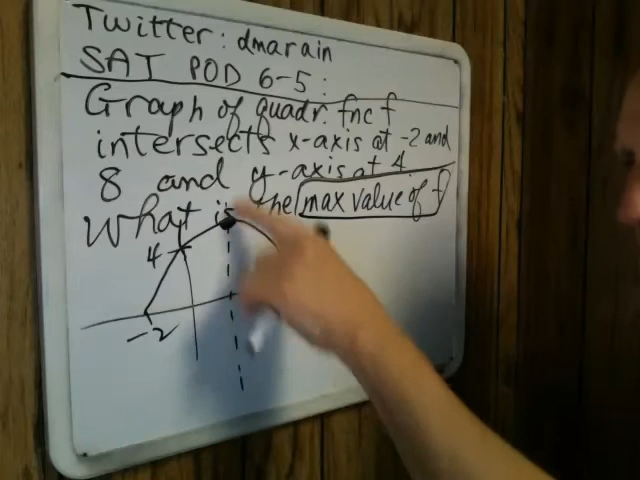 Twitter: dmarain
SAT POD 6-5:
Graph of quadr. fnc f
intersects x-axis at -2 and
8 and y-axis at 4
What is the max value of f
4
-2